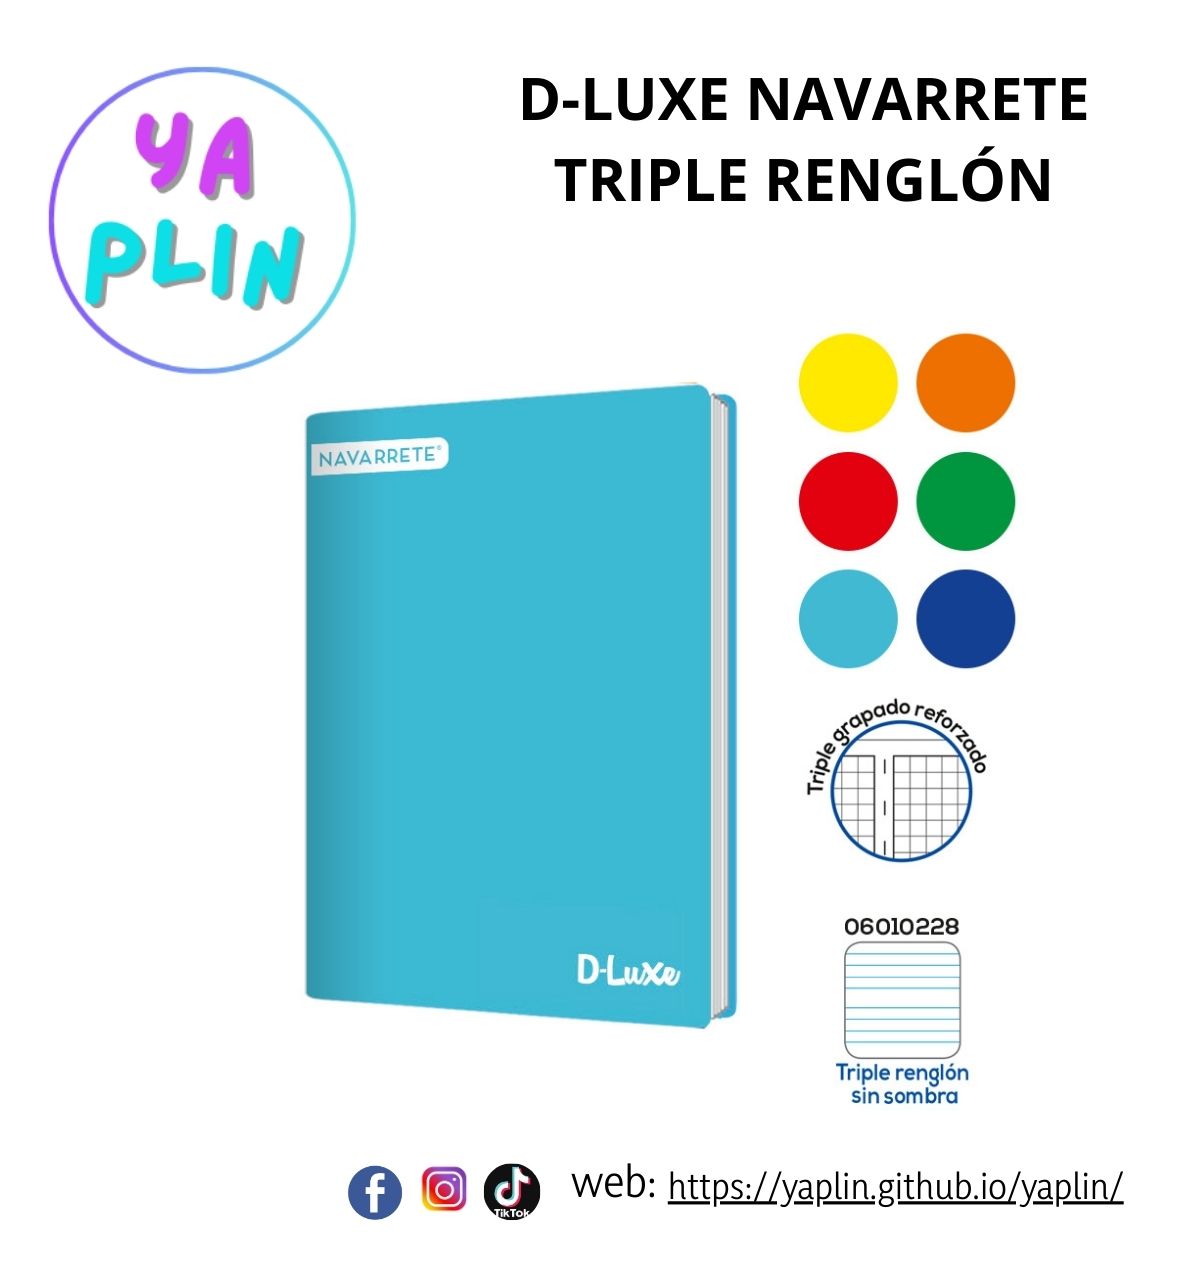 YA
PLIN
D-LUXE NAVARRETE
TRIPLE RENGLÓN
NAVARRETE®
D-Luxe
Triple grapado reforzado
06010228
Triple renglón
sin sombra
TikTok
web: https://yaplin.github.io/yaplin/